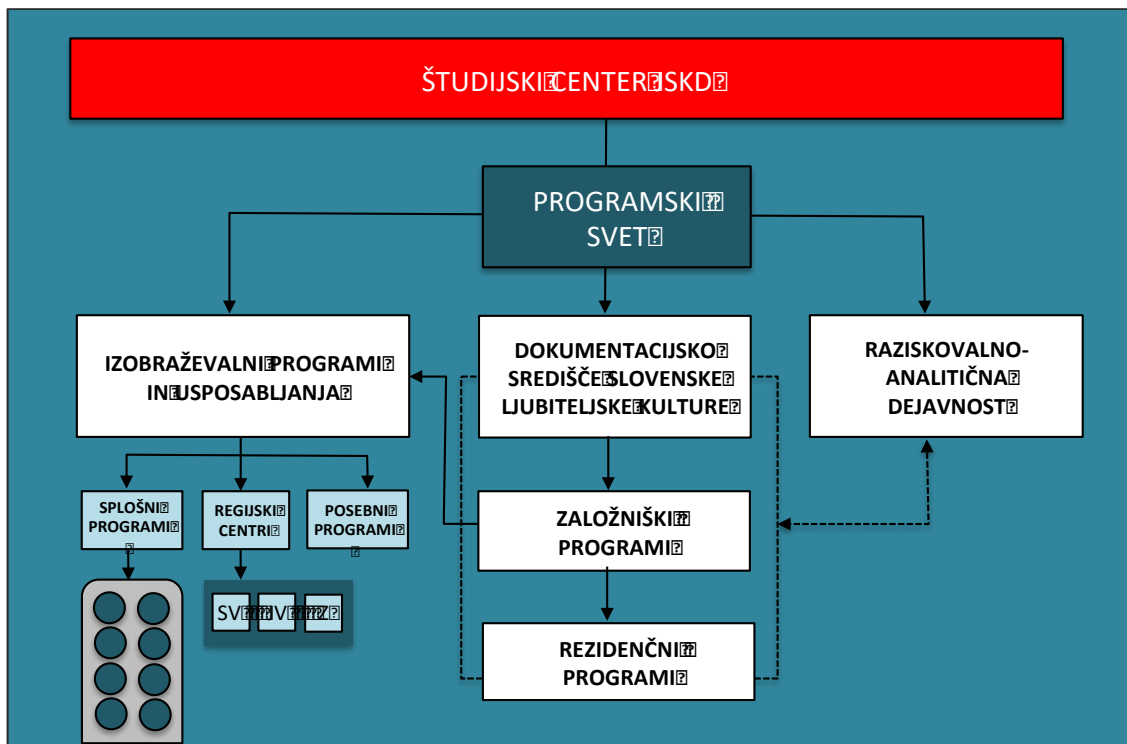 ŠTUDIJSKI CENTER JSKD
PROGRAMSKI
SVET
IZOBRAŽEVALNI PROGRAMI
IN USPOSABLJANJA
DOKUMENTACIJSKO
SREDIŠČE SLOVENSKE
LJUBITELJSKE KULTURE
RAZISKOVALNO-
ANALITIČNA
DEJAVNOST
SPLOŠNI
PROGRAMI
REGIJSKI
CENTRI
POSEBNI
PROGRAMI
ZALOŽNIŠKI
PROGRAMI
SV
REZIDENČNI
PROGRAMI